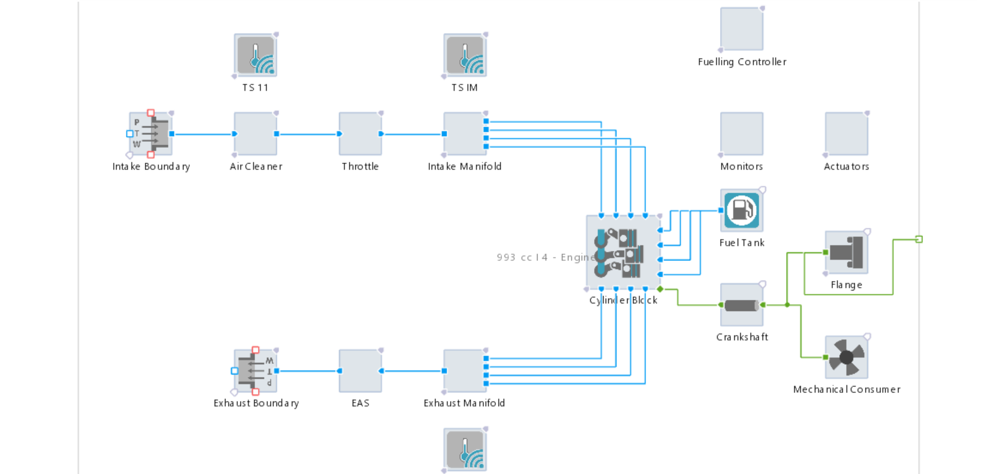 Fuelling Controller
TS 11
TS IM
P
T
W
Intake Boundary
Air Cleaner
Throttle
Intake Manifold
Monitors
Actuators
Fuel Tank
993 cc I4 - Engine
Flange
Cylinder Block
Crankshaft
W
T
P
Mechanical Consumer
Exhaust Boundary
EAS
Exhaust Manifold